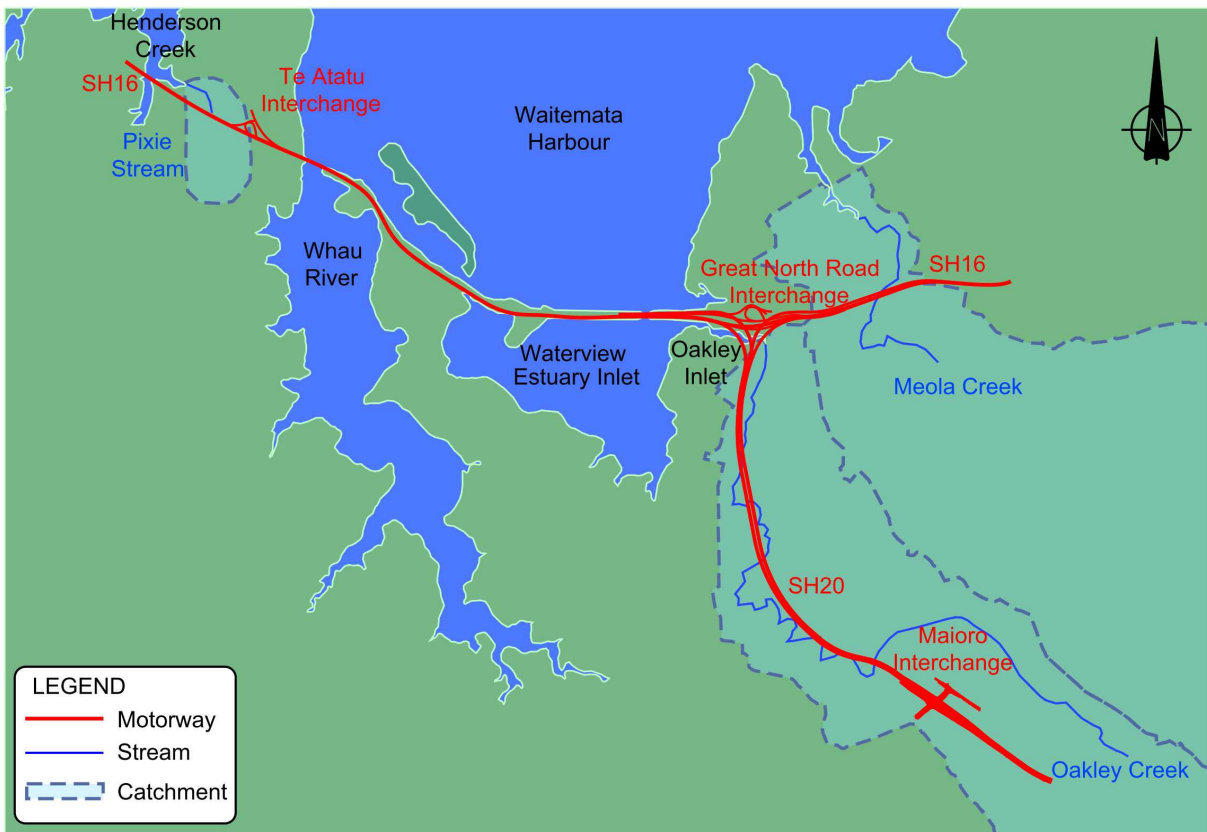 Henderson
Creek
SH16
Te Atatu
Interchange
Pixie
Stream
Waitemata
Harbour
N
Whau
River
Great North Road
Interchange
SH16
Waterview
Estuary Inlet
Oakley
Inlet
Meola Creek
SH20
Maioro
Interchange
Oakley Creek
LEGEND
Motorway
Stream
Catchment